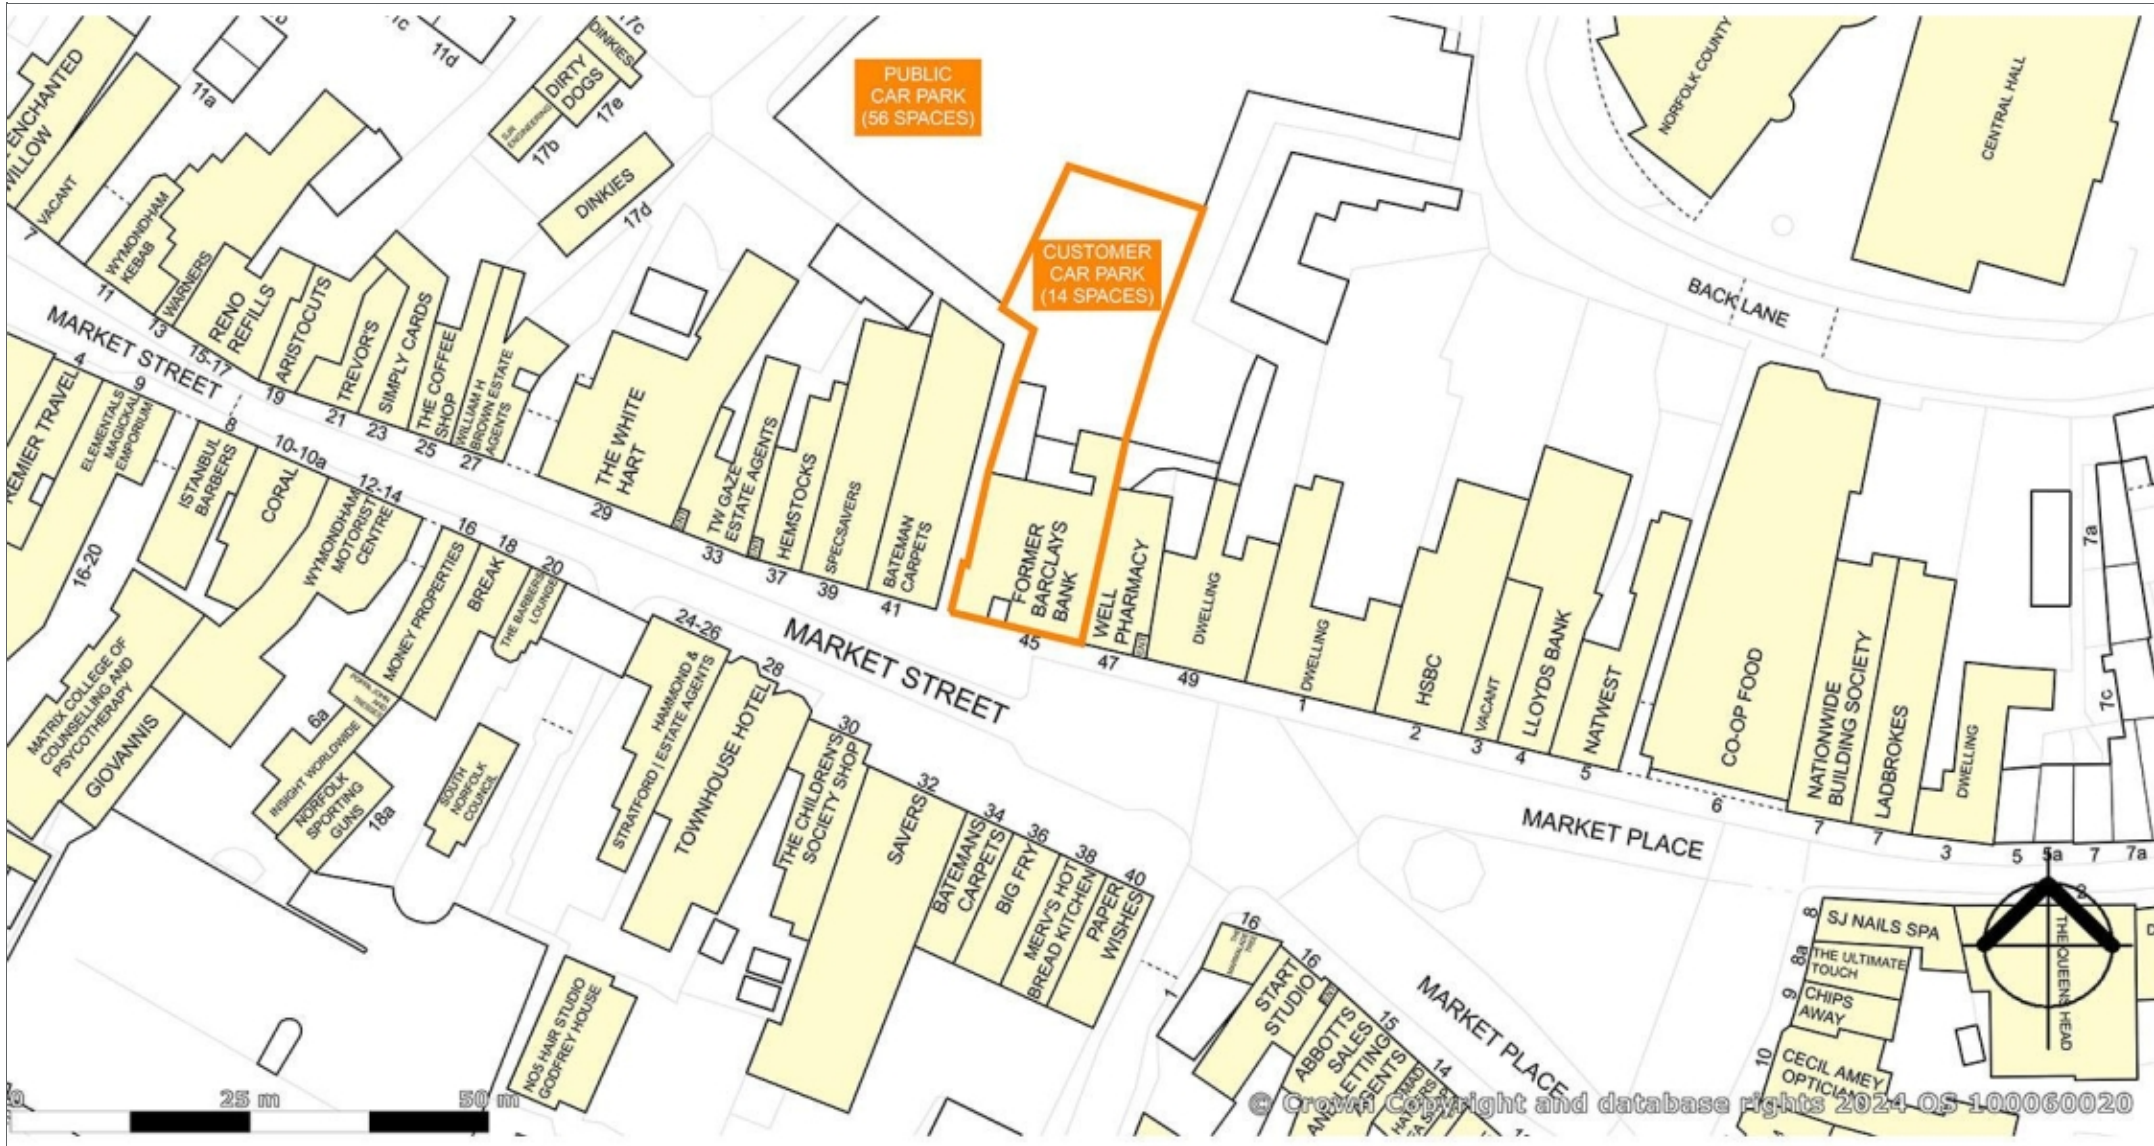 ENCHANTED
WILLOW
VACANT
7
11a
11c
11d
17c
DINKIES
DIRTY
DOGS
17e
SJR
ENGINEERING
17b
DINKIES
17d
PUBLIC
CAR PARK
(56 SPACES)
CUSTOMER
CAR PARK
(14 SPACES)
NORFOLK COUNTY
CENTRAL HALL
BACK LANE
WYMONDHAM
KEBAB
11
WARNERS
13
RENO
REFILLS
15-17
ARISTOCUTS
19
TREVOR'S
21
SIMPLY CARDS
23
THE COFFEE
SHOP
25
WILLIAM H
BROWN ESTATE
AGENTS
27
THE WHITE
HART
29
TW GAZE
ESTATE AGENTS
33
HEMSTOCKS
37
SPECSAVERS
39
BATEMAN
CARPETS
41
FORMER
BARCLAYS
BANK
45
WELL
PHARMACY
47
DWELLING
49
DWELLING
1
HSBC
2
VACANT
3
LLOYDS BANK
4
NATWEST
5
CO-OP FOOD
6
NATIONWIDE
BUILDING SOCIETY
7
LADBROKES
7
DWELLING
3
5
5a
7
7a
7a
7c
MARKET STREET
MARKET STREET
MARKET PLACE
MARKET PLACE
4
9
8
10-10a
12-14
16
18
20
24-26
28
30
32
34
36
38
40
PREMIER TRAVEL
ELEMENTALS
MAGICKAL
EMPORIUM
16-20
ISTANBUL
BARBERS
CORAL
WYMONDHAM
MOTORIST
CENTRE
MONEY PROPERTIES
BREAK
THE BARBERS
LOUNGE
MATRIX COLLEGE OF
COUNSELLING AND
PSYCOTHERAPY
GIOVANNIS
6a
INSIGHT WORLDWIDE
NORFOLK
SPORTING
GUNS
18a
SOUTH
NORFOLK
COUNCIL
HAMMOND &
STRATFORD | ESTATE AGENTS
TOWNHOUSE HOTEL
THE CHILDREN'S
SOCIETY SHOP
SAVERS
BATEMANS
CARPETS
BIG FRY
MERV'S HOT
BREAD KITCHEN
PAPER
WISHES
NO5 HAIR STUDIO
GODFREY HOUSE
1
16
16
START
STUDIO
15
ABBOTTS
SALES
AND LETTING
AGENTS
14
8
SJ NAILS SPA
8a
THE ULTIMATE
TOUCH
9
CHIPS
AWAY
10
CECIL AMEY
OPTICIANS
2
THE QUEENS HEAD
0
25 m
50 m
© Crown Copyright and database rights 2024 OS 100060020